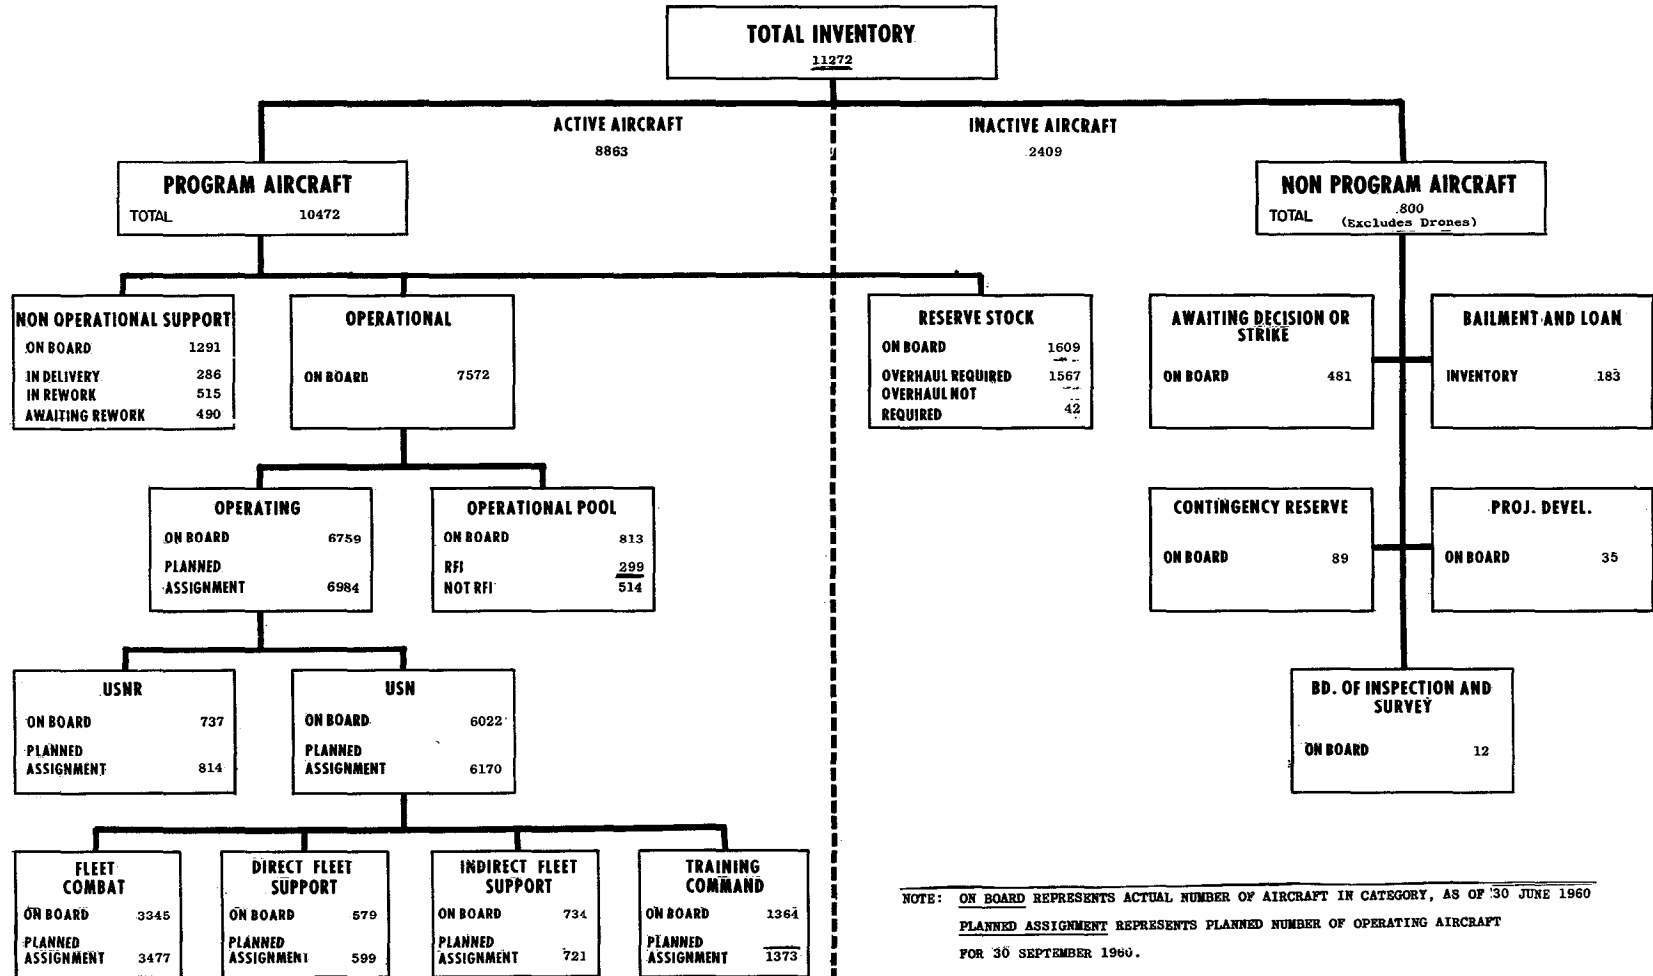 TOTAL INVENTORY
11272
ACTIVE AIRCRAFT
8863
INACTIVE AIRCRAFT
2409
PROGRAM AIRCRAFT
TOTAL 10472
NON PROGRAM AIRCRAFT
TOTAL 800
(Excludes Drones)
NON OPERATIONAL SUPPORT
ON BOARD 1291
IN DELIVERY 286
IN REWORK 515
AWAITING REWORK 490
OPERATIONAL
ON BOARD 7572
RESERVE STOCK
ON BOARD 1609
OVERHAUL REQUIRED 1567
OVERHAUL NOT
REQUIRED 42
AWAITING DECISION OR
STRIKE
ON BOARD 481
BAILMENT AND LOAN
INVENTORY 183
OPERATING
ON BOARD 6759
PLANNED
ASSIGNMENT 6984
OPERATIONAL POOL
ON BOARD 813
RFI 299
NOT RFI 514
CONTINGENCY RESERVE
ON BOARD 89
PROJ. DEVEL.
ON BOARD 35
USNR
ON BOARD 737
PLANNED
ASSIGNMENT 814
USN
ON BOARD 6022
PLANNED
ASSIGNMENT 6170
BD. OF INSPECTION AND
SURVEY
ON BOARD 12
FLEET
COMBAT
ON BOARD 3345
PLANNED
ASSIGNMENT 3477
DIRECT FLEET
SUPPORT
ON BOARD 579
PLANNED
ASSIGNMENT 599
INDIRECT FLEET
SUPPORT
ON BOARD 734
PLANNED
ASSIGNMENT 721
TRAINING
COMMAND
ON BOARD 1364
PLANNED
ASSIGNMENT 1373
NOTE: ON BOARD REPRESENTS ACTUAL NUMBER OF AIRCRAFT IN CATEGORY, AS OF 30 JUNE 1960
PLANNED ASSIGNMENT REPRESENTS PLANNED NUMBER OF OPERATING AIRCRAFT
FOR 30 SEPTEMBER 1960.